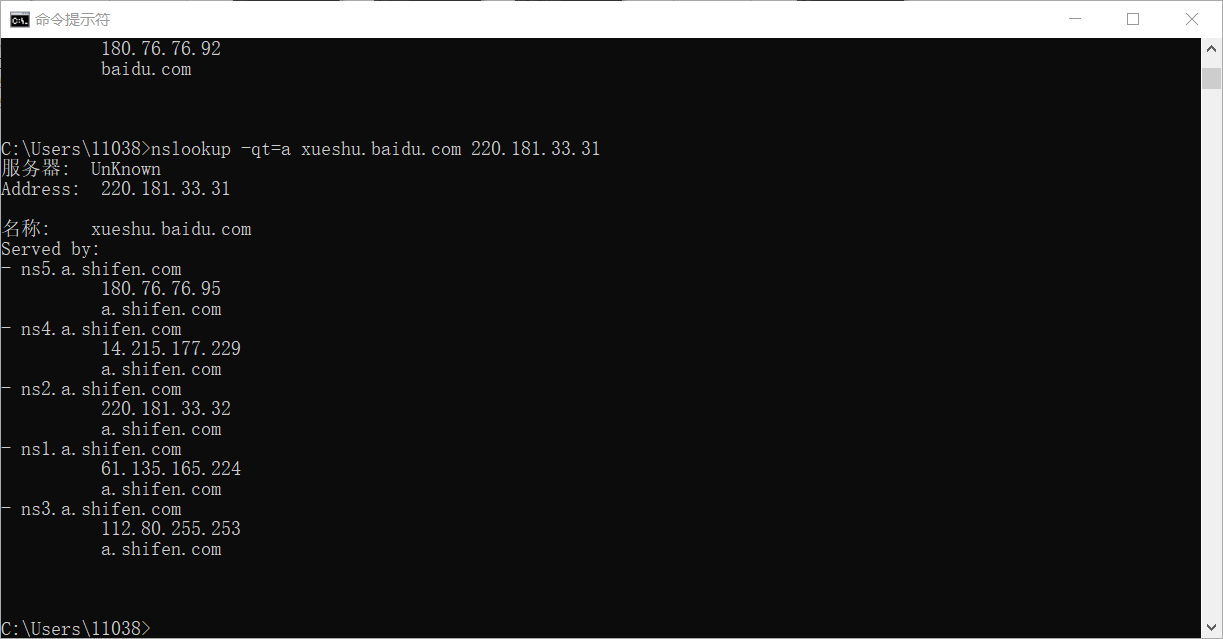 命令提示符
180.76.76.92
baidu.com
C:\Users\11038>nslookup -qt=a xueshu.baidu.com 220.181.33.31
服务器:  UnKnown
Address:  220.181.33.31
名称:    xueshu.baidu.com
Served by:
- ns5.a.shifen.com
180.76.76.95
a.shifen.com
- ns4.a.shifen.com
14.215.177.229
a.shifen.com
- ns2.a.shifen.com
220.181.33.32
a.shifen.com
- ns1.a.shifen.com
61.135.165.224
a.shifen.com
- ns3.a.shifen.com
112.80.255.253
a.shifen.com
C:\Users\11038>